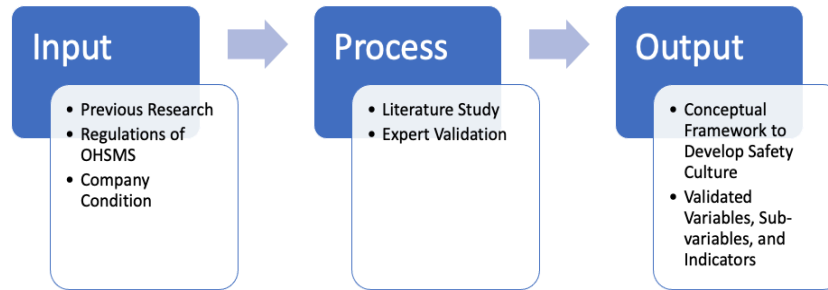 Input
• Previous Research
• Regulations of
OHSMS
• Company
Condition
Process
• Literature Study
• Expert Validation
Output
• Conceptual
Framework to
Develop Safety
Culture
• Validated
Variables, Sub-
variables, and
Indicators